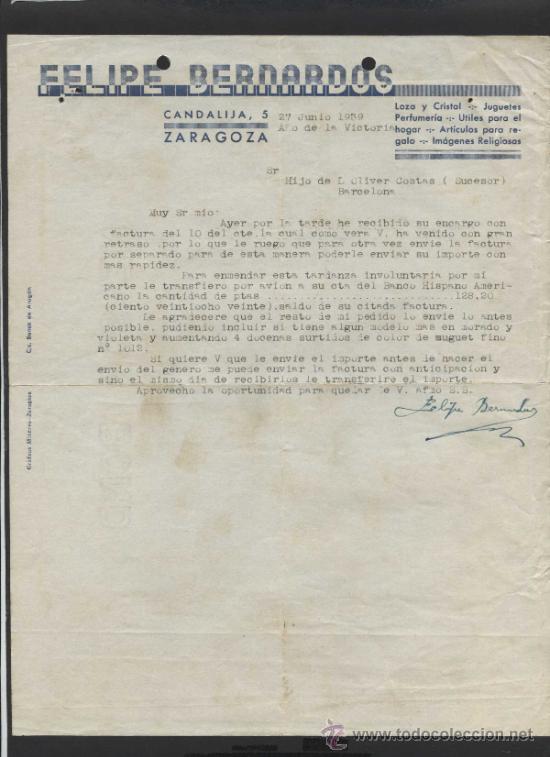 FELIPE BERNARDOS
CANDALIJA, 5
ZARAGOZA
27 Junio 1939
Año de la Victoria
Loza y Cristal -:- Juguetes
Perfumería -:- Utiles para el
hogar -:- Artículos para re-
galo -:- Imágenes Religiosas
Sr
Hijo de L Oliver Costas ( Sucesor)
Barcelona
Muy Sr mio:
Ayer por la tarde he recibido su encargo con
factura del 10 del cte,la cual como vera V, ha venido con gran
retraso,por lo que le ruego que para otra vez envie la factura
por separado para de esta manera poderle enviar su importe con
mas rapidez.
Para enmendar esta tardanza involuntaria por mi
parte le transfiero por avion a su cta del Banco Hispano Ameri-
cano la cantidad de ptas ......................128,20
(ciento veintiocho veinte),saldo de su citada factura.
Le agradecere que el resto de mi pedido lo envie lo antes
posible, pudiendo incluir si tiene algun modelo mas en morado y
violeta y aumentando 4 docenas surtidos de color de muguet fino
nº 1012.
Si quiere V que le envie el importe antes de hacer el
envio del género me puede enviar la factura con anticipacion y
sino el mismo dia de recibirlos le transferire el importe.
Aprovecho la oportunidad para quedar de V. afmo S.S.
Felipe Bernardos
Gráficas Minerva-Zaragoza
Cta. Banco de Aragón
todocoleccion
http://www.todocoleccion.net